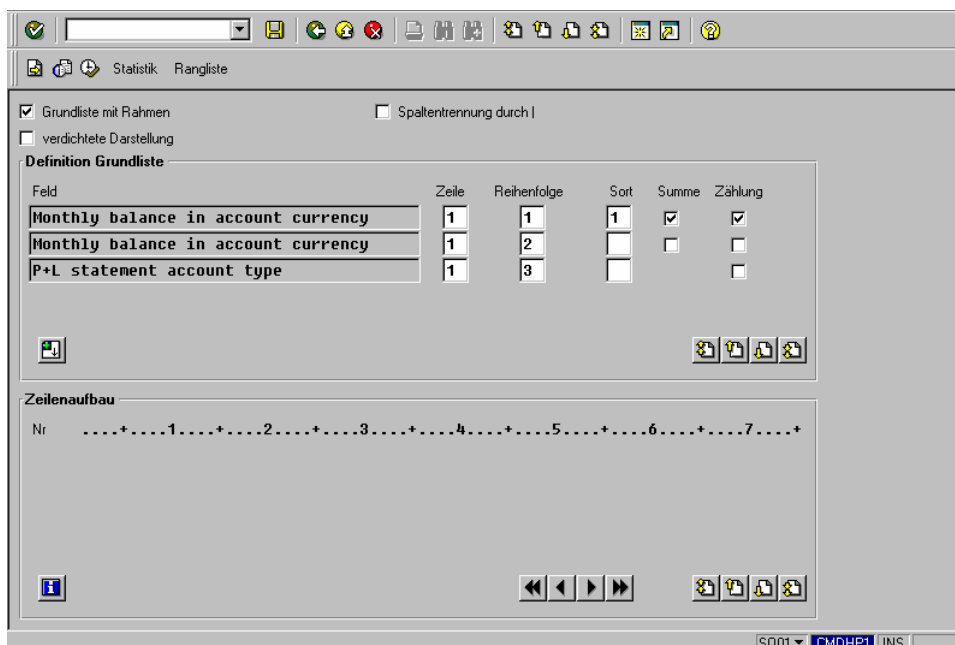 Statistik Rangliste
Grundliste mit Rahmen Spaltentrennung durch |
verdichtete Darstellung
Definition Grundliste
Feld Zeile Reihenfolge Sort Summe Zählung
Monthly balance in account currency 1 1 1
Monthly balance in account currency 1 2
P+L statement account type 1 3
Zeilenaufbau
Nr ....+....1....+....2....+....3....+....4....+....5....+....6....+....7....+
SQ01 CMDHP1 INS